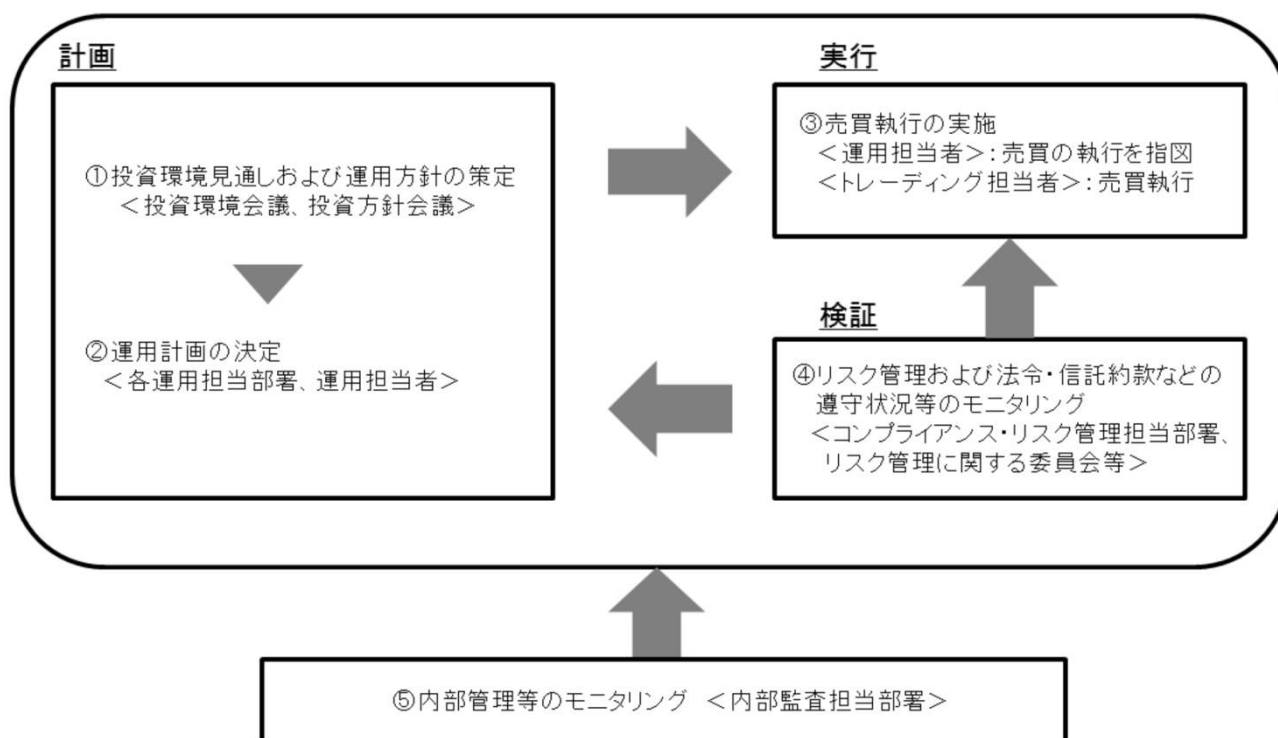 計画
①投資環境見通しおよび運用方針の策定
<投資環境会議、投資方針会議>
②運用計画の決定
<各運用担当部署、運用担当者>
実行
③売買執行の実施
<運用担当者>:売買の執行を指図
<トレーディング担当者>:売買執行
検証
④リスク管理および法令・信託約款などの
遵守状況等のモニタリング
<コンプライアンス・リスク管理担当部署、
リスク管理に関する委員会等>
⑤内部管理等のモニタリング <内部監査担当部署>